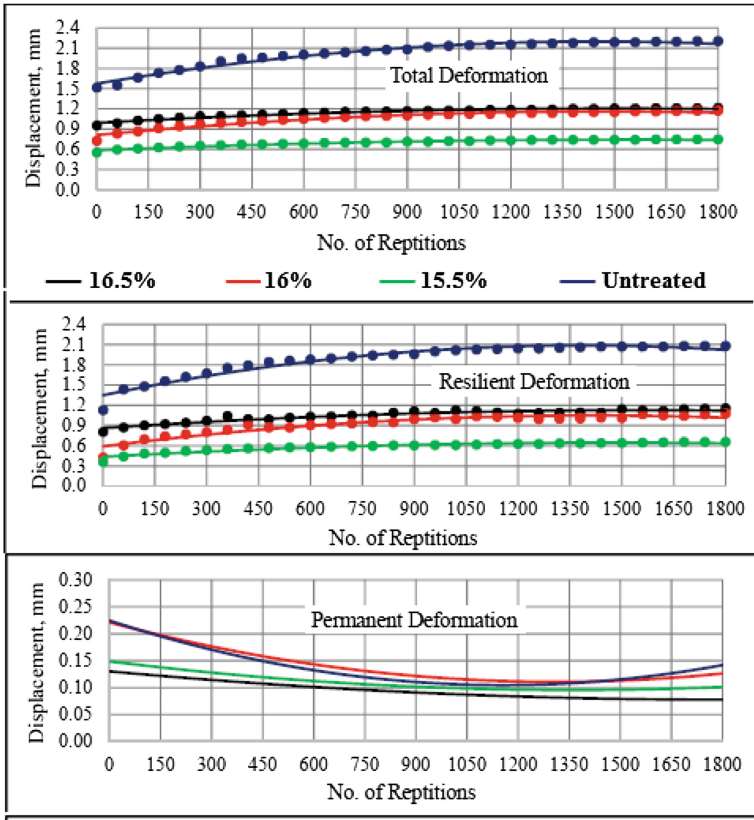 2.4
2.1
1.8
1.5
1.2
0.9
0.6
0.3
0.0
Displacement, mm
Total Deformation
0 150 300 450 600 750 900 1050 1200 1350 1500 1650 1800
No. of Reptitions
16.5% 16% 15.5% Untreated
2.4
2.1
1.8
1.5
1.2
0.9
0.6
0.3
0.0
Displacement, mm
Resilient Deformation
0 150 300 450 600 750 900 1050 1200 1350 1500 1650 1800
No. of Reptitions
0.30
0.25
0.20
0.15
0.10
0.05
0.00
Displacement, mm
Permanent Deformation
0 150 300 450 600 750 900 1050 1200 1350 1500 1650 1800
No. of Reptitions